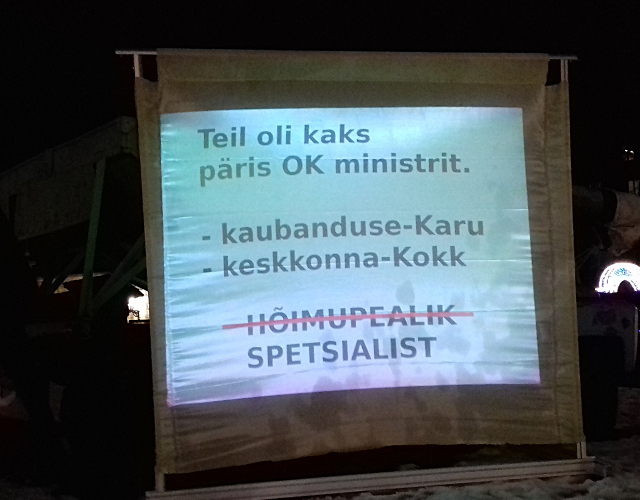 Teil oli kaks
päris OK ministrit.
- kaubanduse-Karu
- keskkonna-Kokk
HÕIMUPEALIK
SPETSIALIST